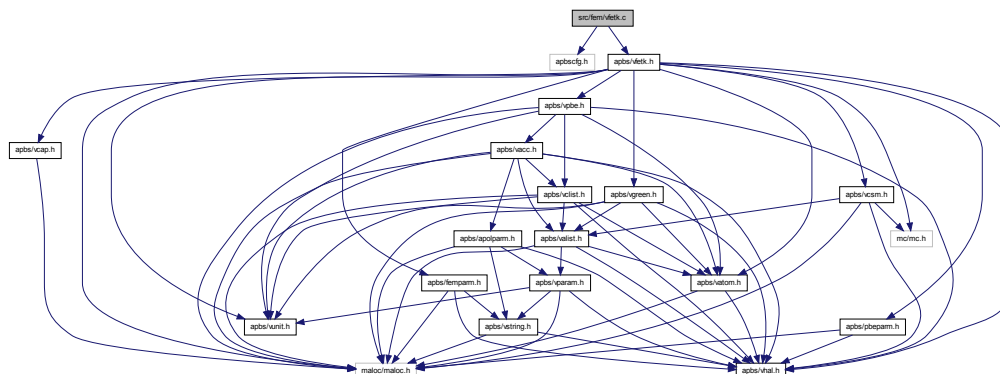 src/fem/vfetk.c
apbscfg.h
apbs/vfetk.h
apbs/vpbe.h
apbs/vcap.h
apbs/vacc.h
apbs/vclist.h
apbs/vgreen.h
apbs/vcsm.h
apbs/apolparm.h
apbs/valist.h
mc/mc.h
apbs/femparm.h
apbs/vparam.h
apbs/vatom.h
apbs/vunit.h
apbs/vstring.h
apbs/pbeparm.h
maloc/maloc.h
apbs/vhal.h